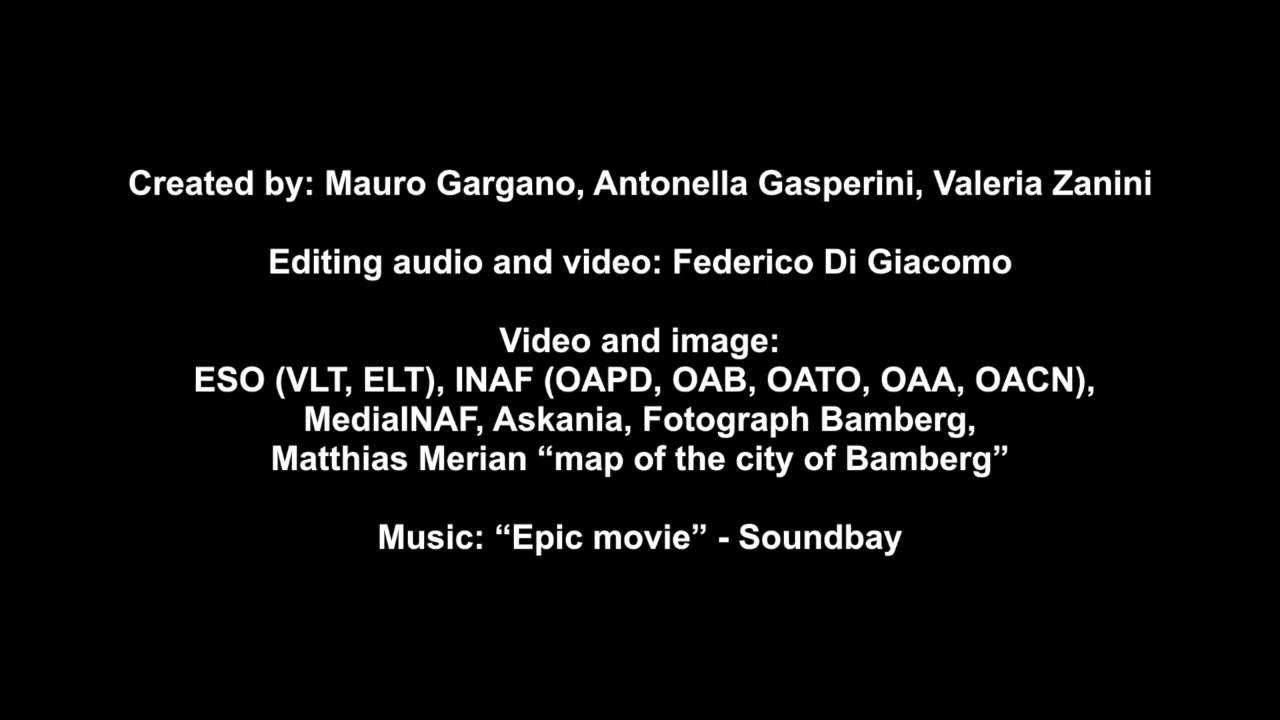 Created by: Mauro Gargano, Antonella Gasperini, Valeria Zanini
Editing audio and video: Federico Di Giacomo
Video and image:
ESO (VLT, ELT), INAF (OAPD, OAB, OATO, OAA, OACN),
MediaINAF, Askania, Fotograph Bamberg,
Matthias Merian “map of the city of Bamberg”
Music: “Epic movie” - Soundbay